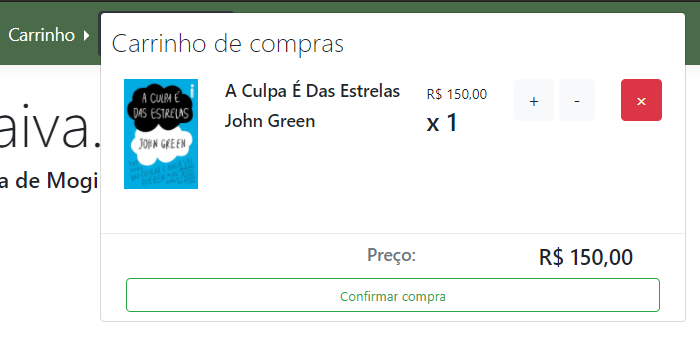 Carrinho
Carrinho de compras
A CULPA É
DAS ESTRELAS
JOHN GREEN
A Culpa É Das Estrelas
John Green
R$ 150,00
x 1
+
-
×
aiva.
a de Mogi
Preço:
R$ 150,00
Confirmar compra